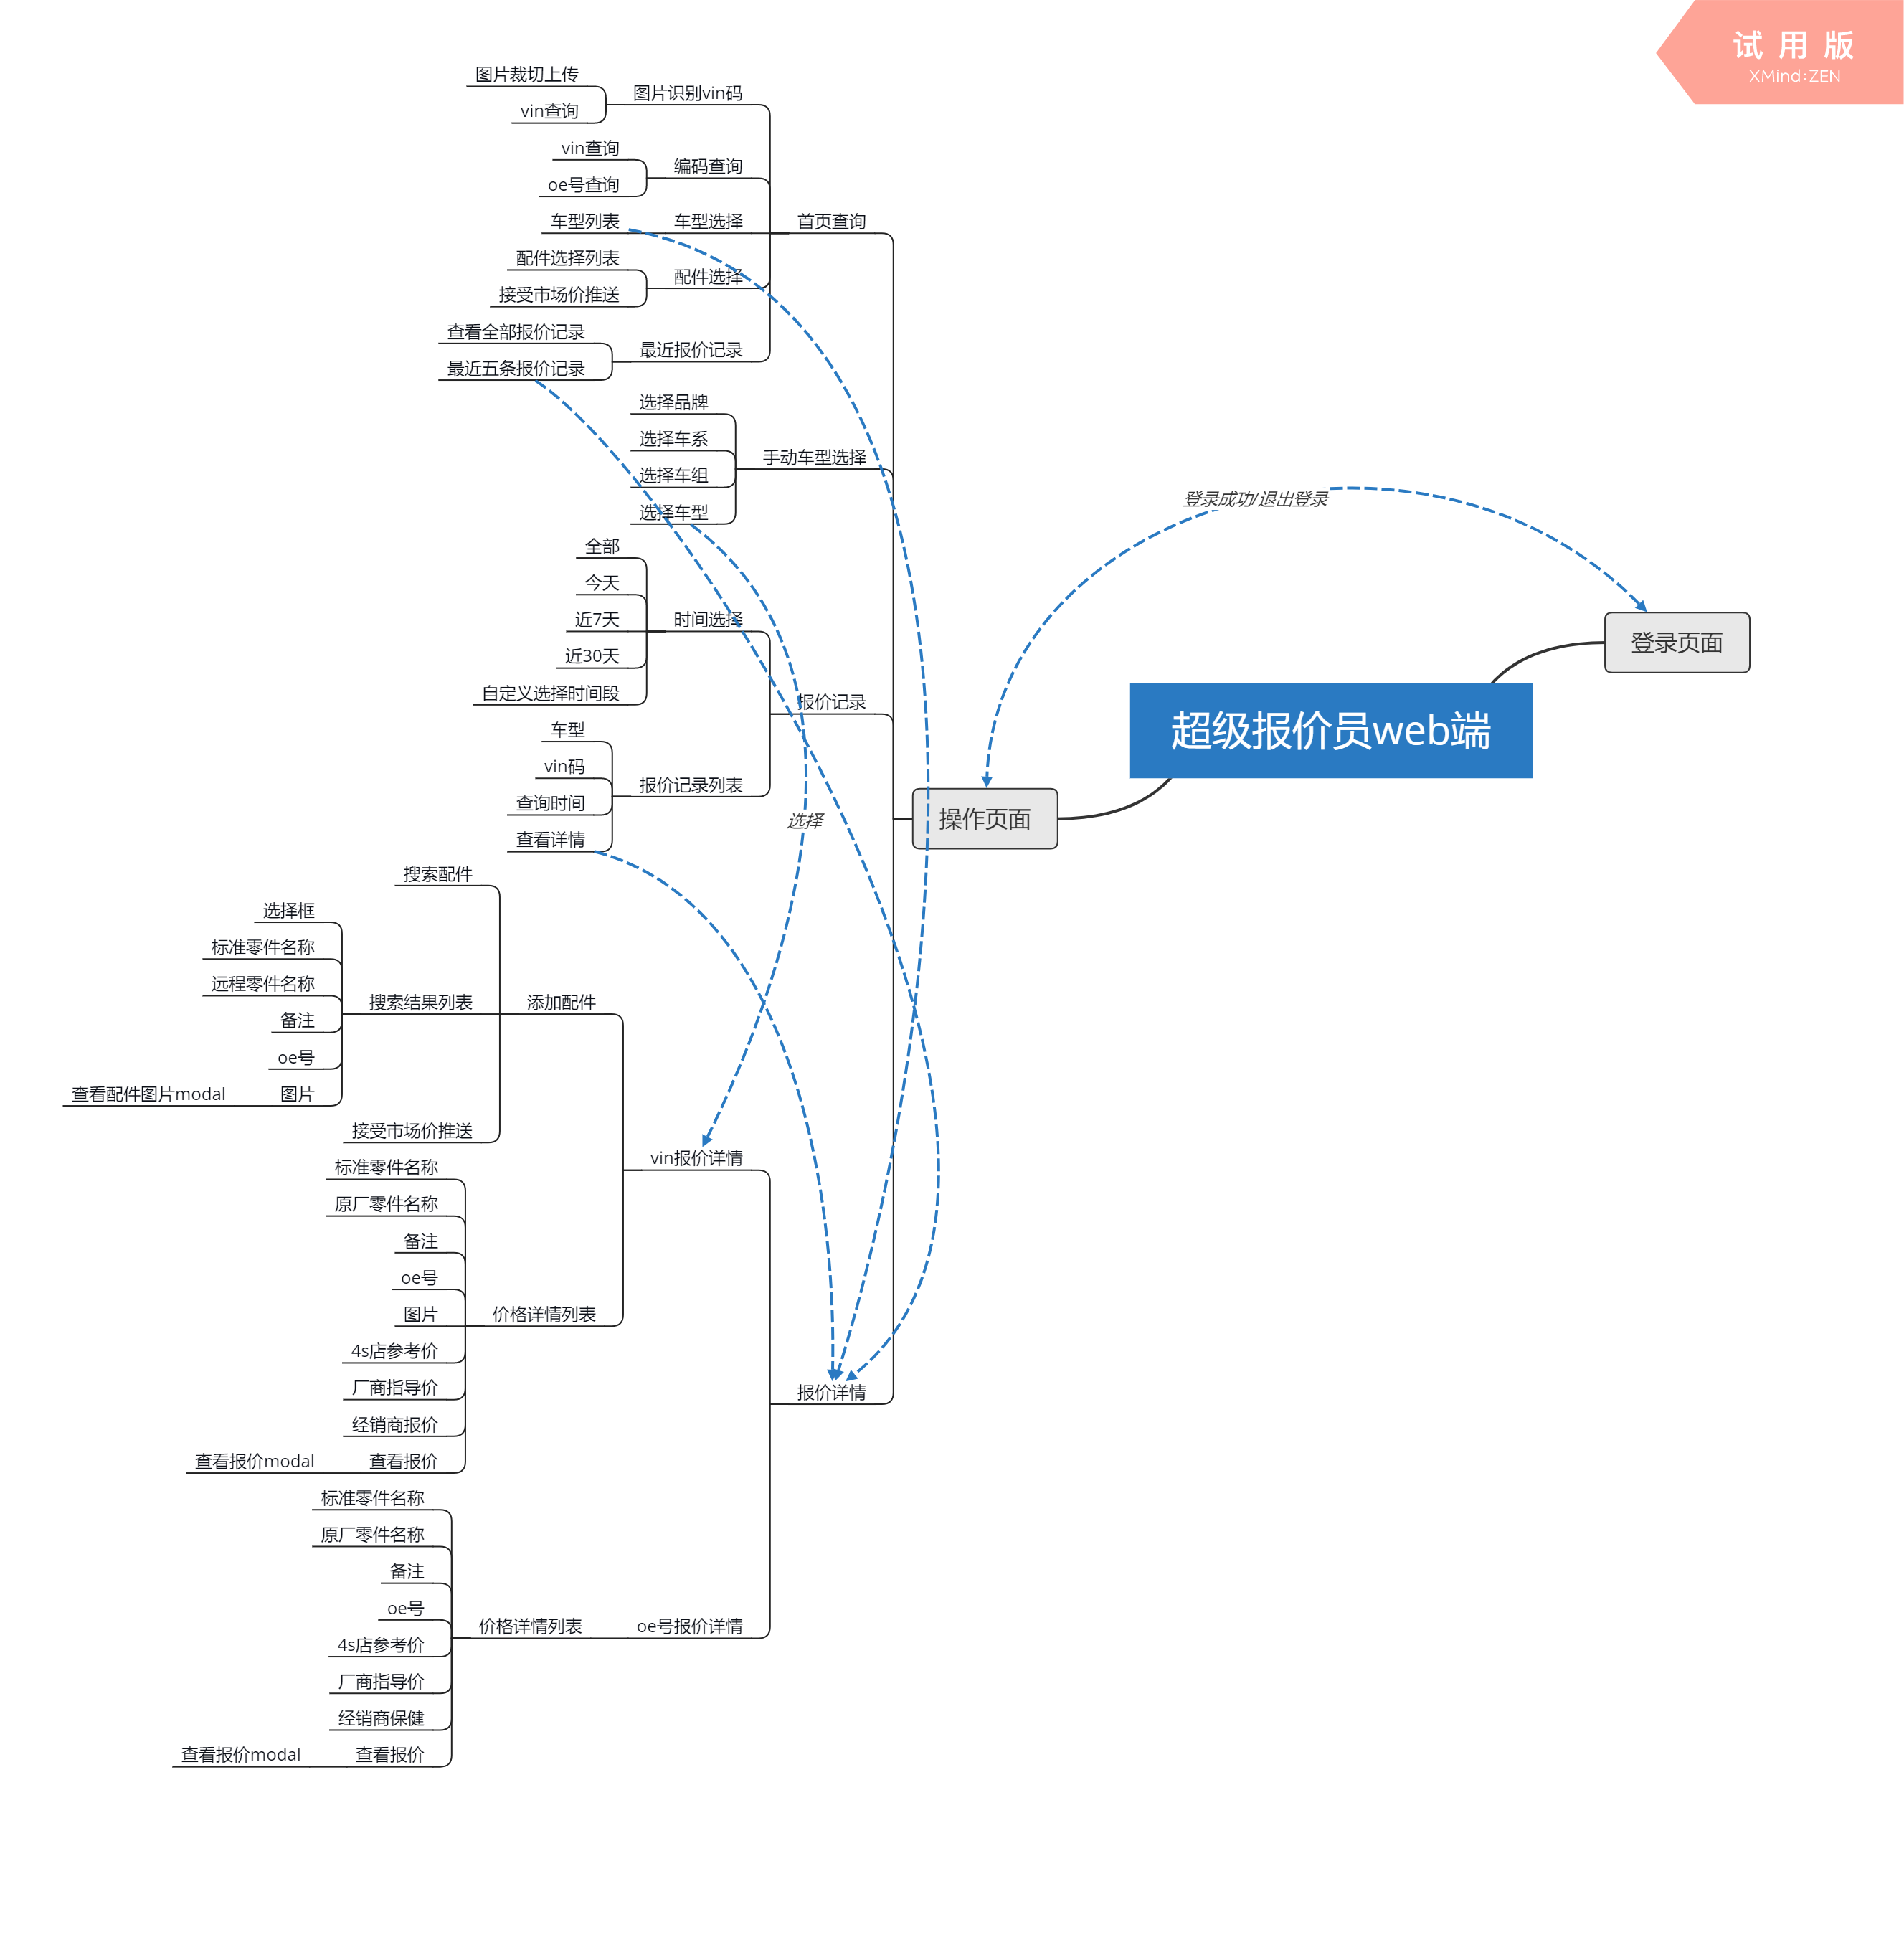 试 用 版
XMind:ZEN
图片裁切上传
图片识别vin码
vin查询
vin查询
编码查询
oe号查询
车型列表
车型选择
首页查询
配件选择列表
配件选择
接受市场价推送
查看全部报价记录
最近报价记录
最近五条报价记录
选择品牌
选择车系
手动车型选择
选择车组
选择车型
登录成功/退出登录
全部
今天
近7天
时间选择
近30天
自定义选择时间段
报价记录
登录页面
超级报价员web端
车型
vin码
报价记录列表
查询时间
选择
操作页面
查看详情
搜索配件
选择框
标准零件名称
远程零件名称
搜索结果列表
添加配件
备注
oe号
查看配件图片modal
图片
接受市场价推送
vin报价详情
标准零件名称
原厂零件名称
备注
oe号
图片
价格详情列表
4s店参考价
厂商指导价
报价详情
经销商报价
查看报价modal
查看报价
标准零件名称
原厂零件名称
备注
oe号
价格详情列表
oe号报价详情
4s店参考价
厂商指导价
经销商保健
查看报价modal
查看报价